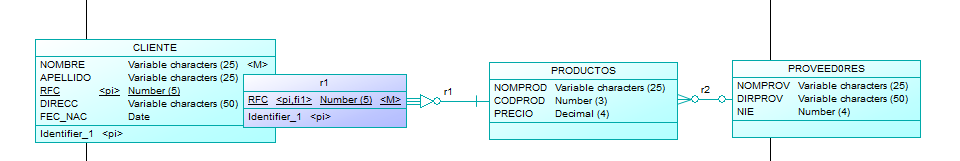 CLIENTE
NOMBRE Variable characters (25) <M>
APELLIDO Variable characters (25)
RFC <pi> Number (5)
DIRECC Variable characters (50)
FEC_NAC Date
Identifier_1 <pi>
r1
RFC <pi,fi1> Number (5) <M>
Identifier_1 <pi>
r1
PRODUCTOS
NOMPROD Variable characters (25)
CODPROD Number (3)
PRECIO Decimal (4)
r2
PROVEED0RES
NOMPROV Variable characters (25)
DIRPROV Variable characters (50)
NIE Number (4)